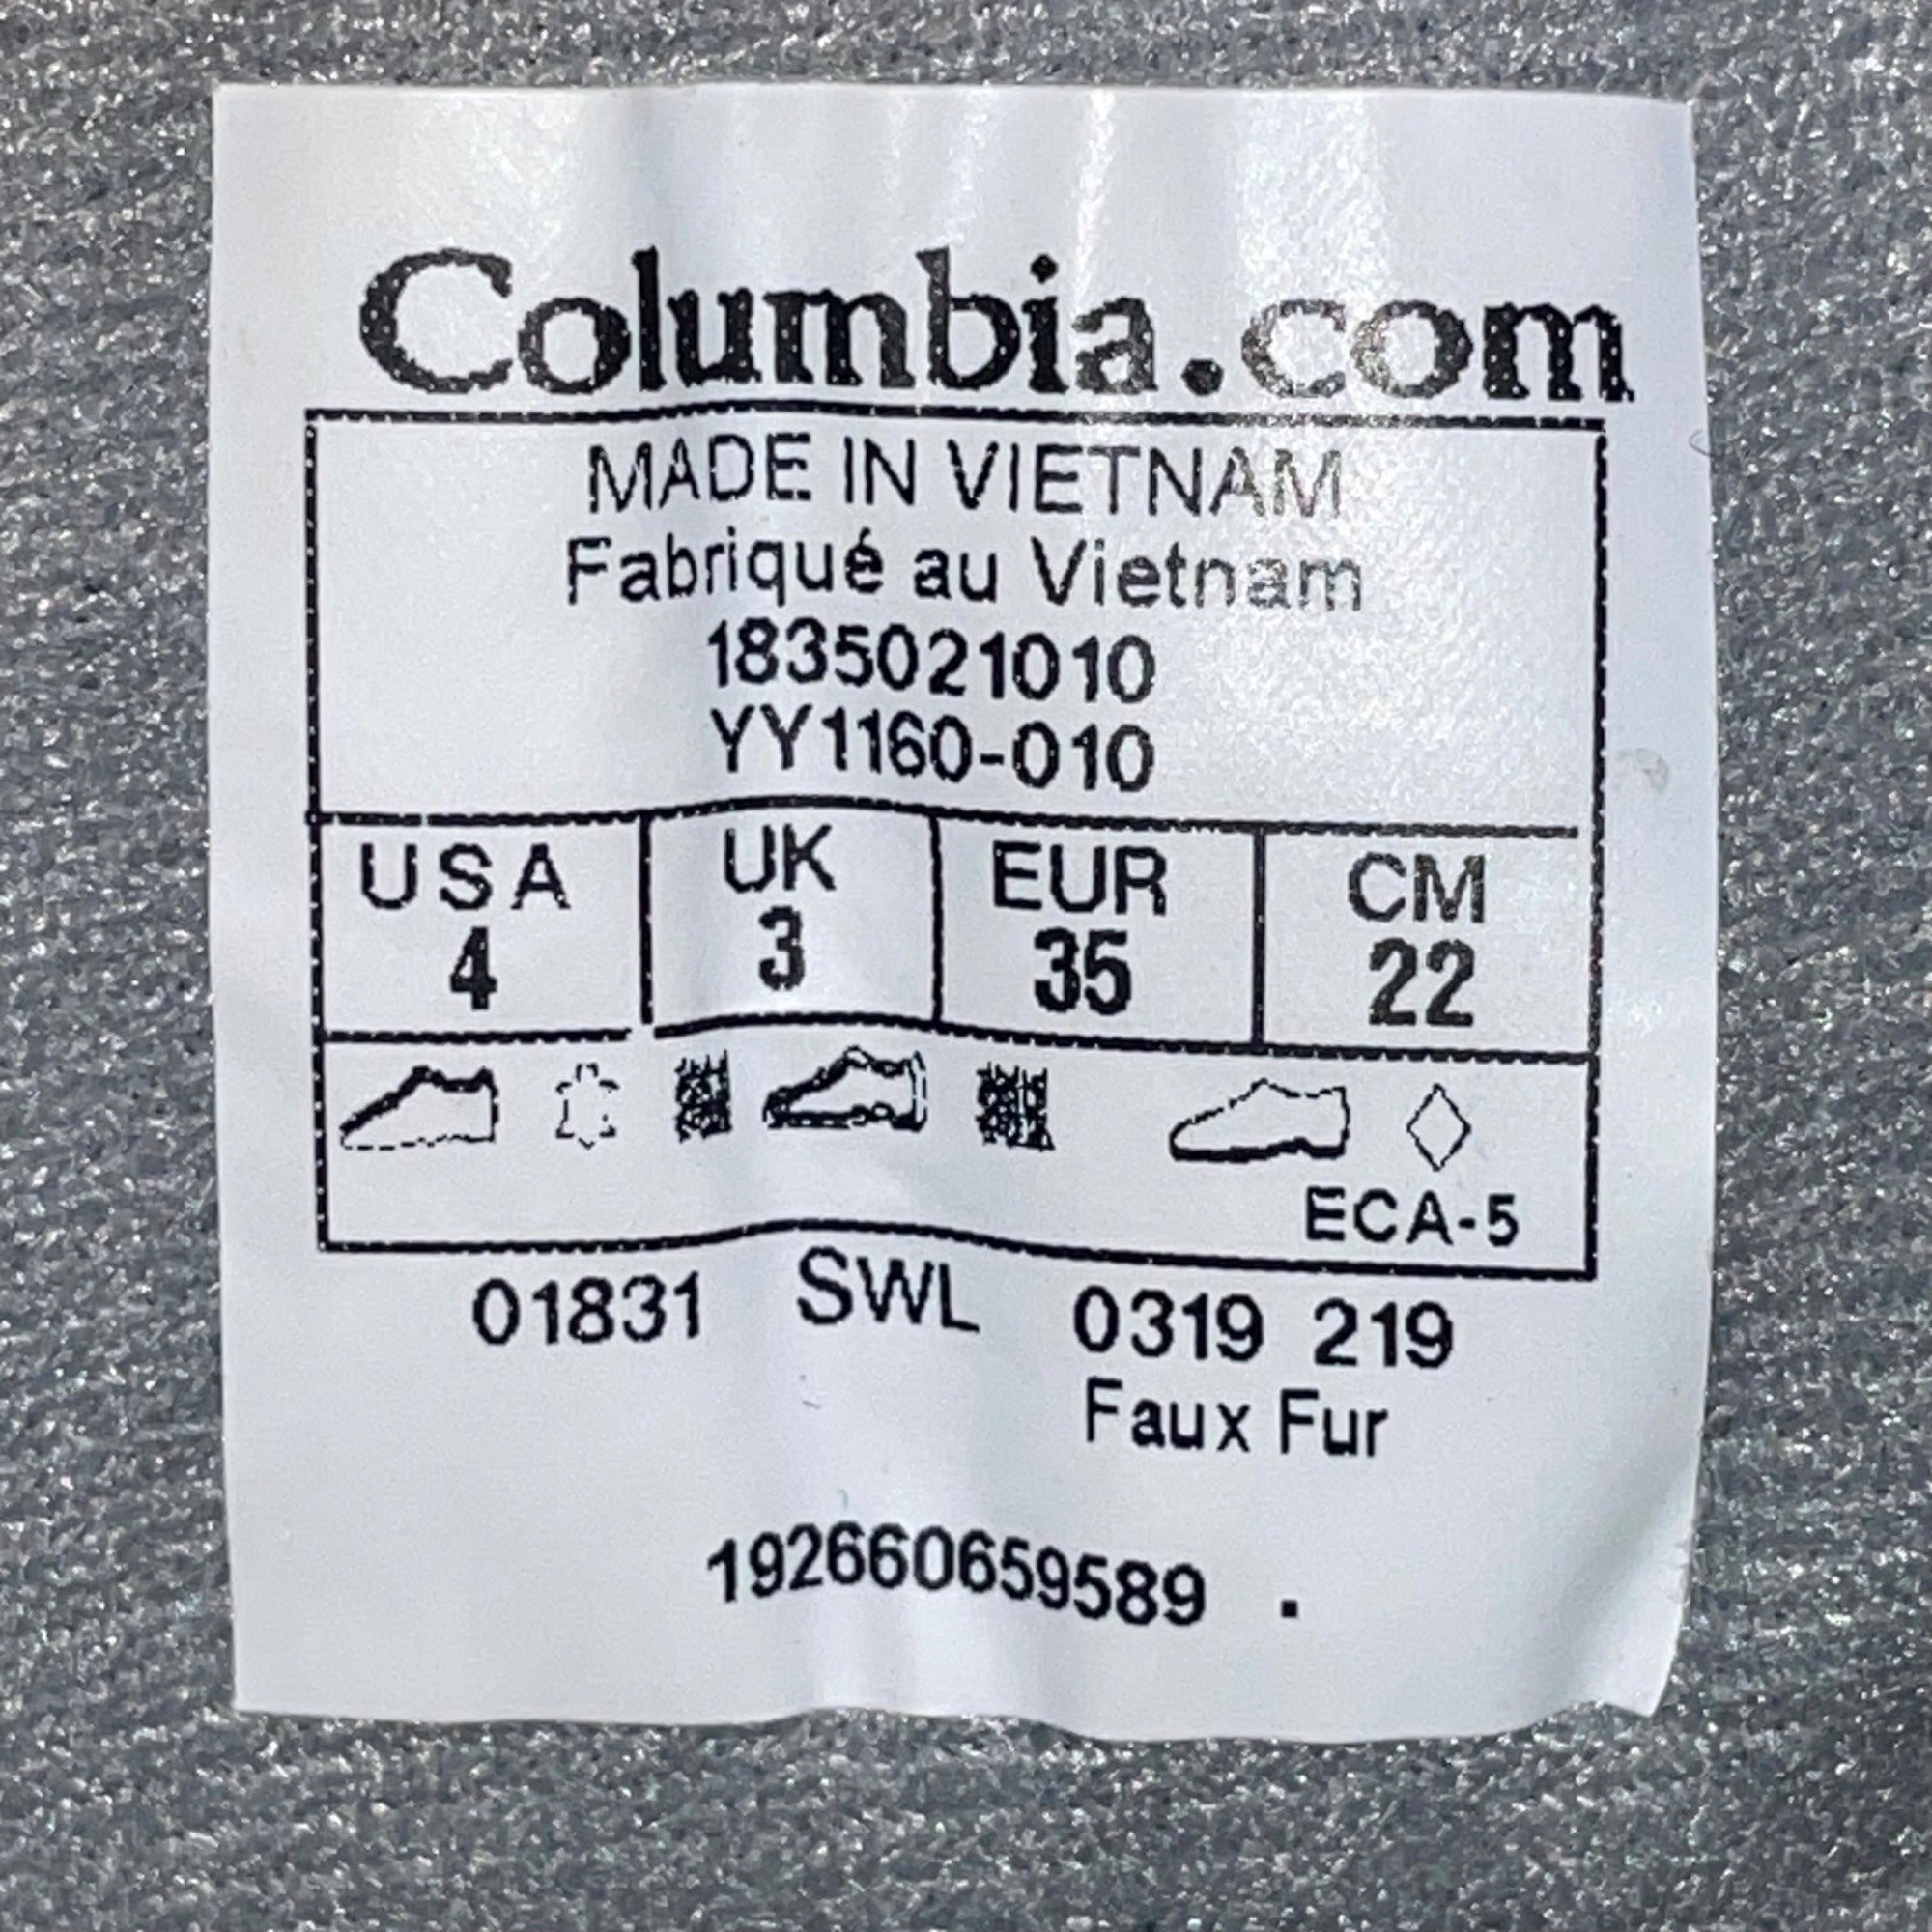 Columbia.com
MADE IN VIETNAM
Fabriqué au Vietnam
1835021010
YY1160-010
USA UK EUR CM
4 3 35 22
ECA-5
01831 SWL 0319 219
Faux Fur
192660659589 .